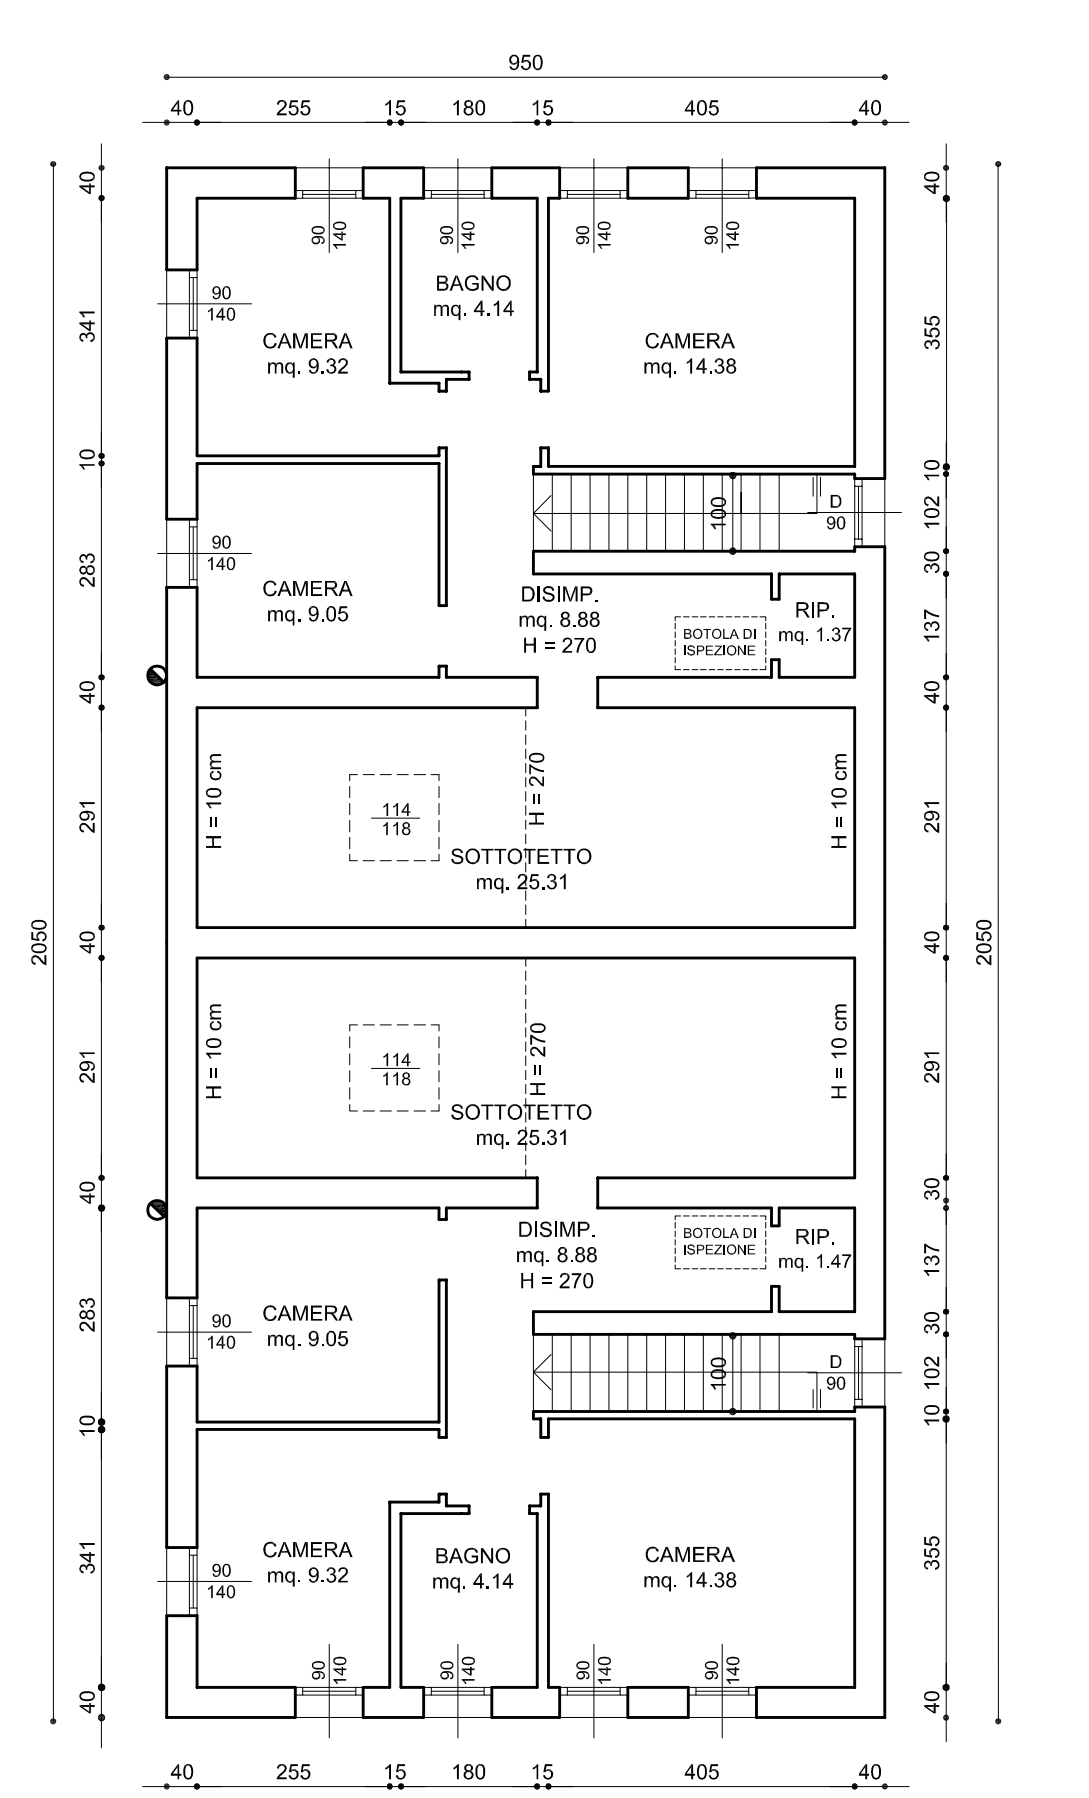 950
40 255 15 180 15 405 40
40
40
90
140
90
140
90
140
90
140
90
140
BAGNO
mq. 4.14
341
CAMERA
mq. 9.32
CAMERA
mq. 14.38
355
10
10
100
D
90
102
90
140
283
30
CAMERA
mq. 9.05
DISIMP.
mq. 8.88
H = 270
BOTOLA DI
ISPEZIONE
RIP.
mq. 1.37
137
40
40
H = 10 cm
H = 270
H = 10 cm
114
118
291
291
SOTTOTETTO
mq. 25.31
2050
40
40
2050
H = 10 cm
H = 270
H = 10 cm
114
118
291
291
SOTTOTETTO
mq. 25.31
40
30
DISIMP.
mq. 8.88
H = 270
BOTOLA DI
ISPEZIONE
RIP.
mq. 1.47
137
283
CAMERA
mq. 9.05
90
140
30
100
D
90
102
10
10
341
CAMERA
mq. 9.32
BAGNO
mq. 4.14
CAMERA
mq. 14.38
355
90
140
90
140
90
140
90
140
90
140
40
40
40 255 15 180 15 405 40